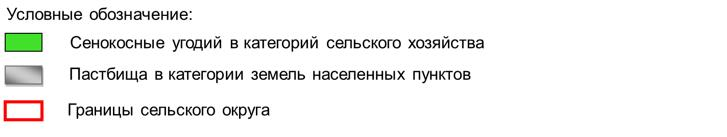 Условные обозначение:
Сенокосные угодий в категорий сельского хозяйства
Пастбища в категории земель населенных пунктов
Границы сельского округа